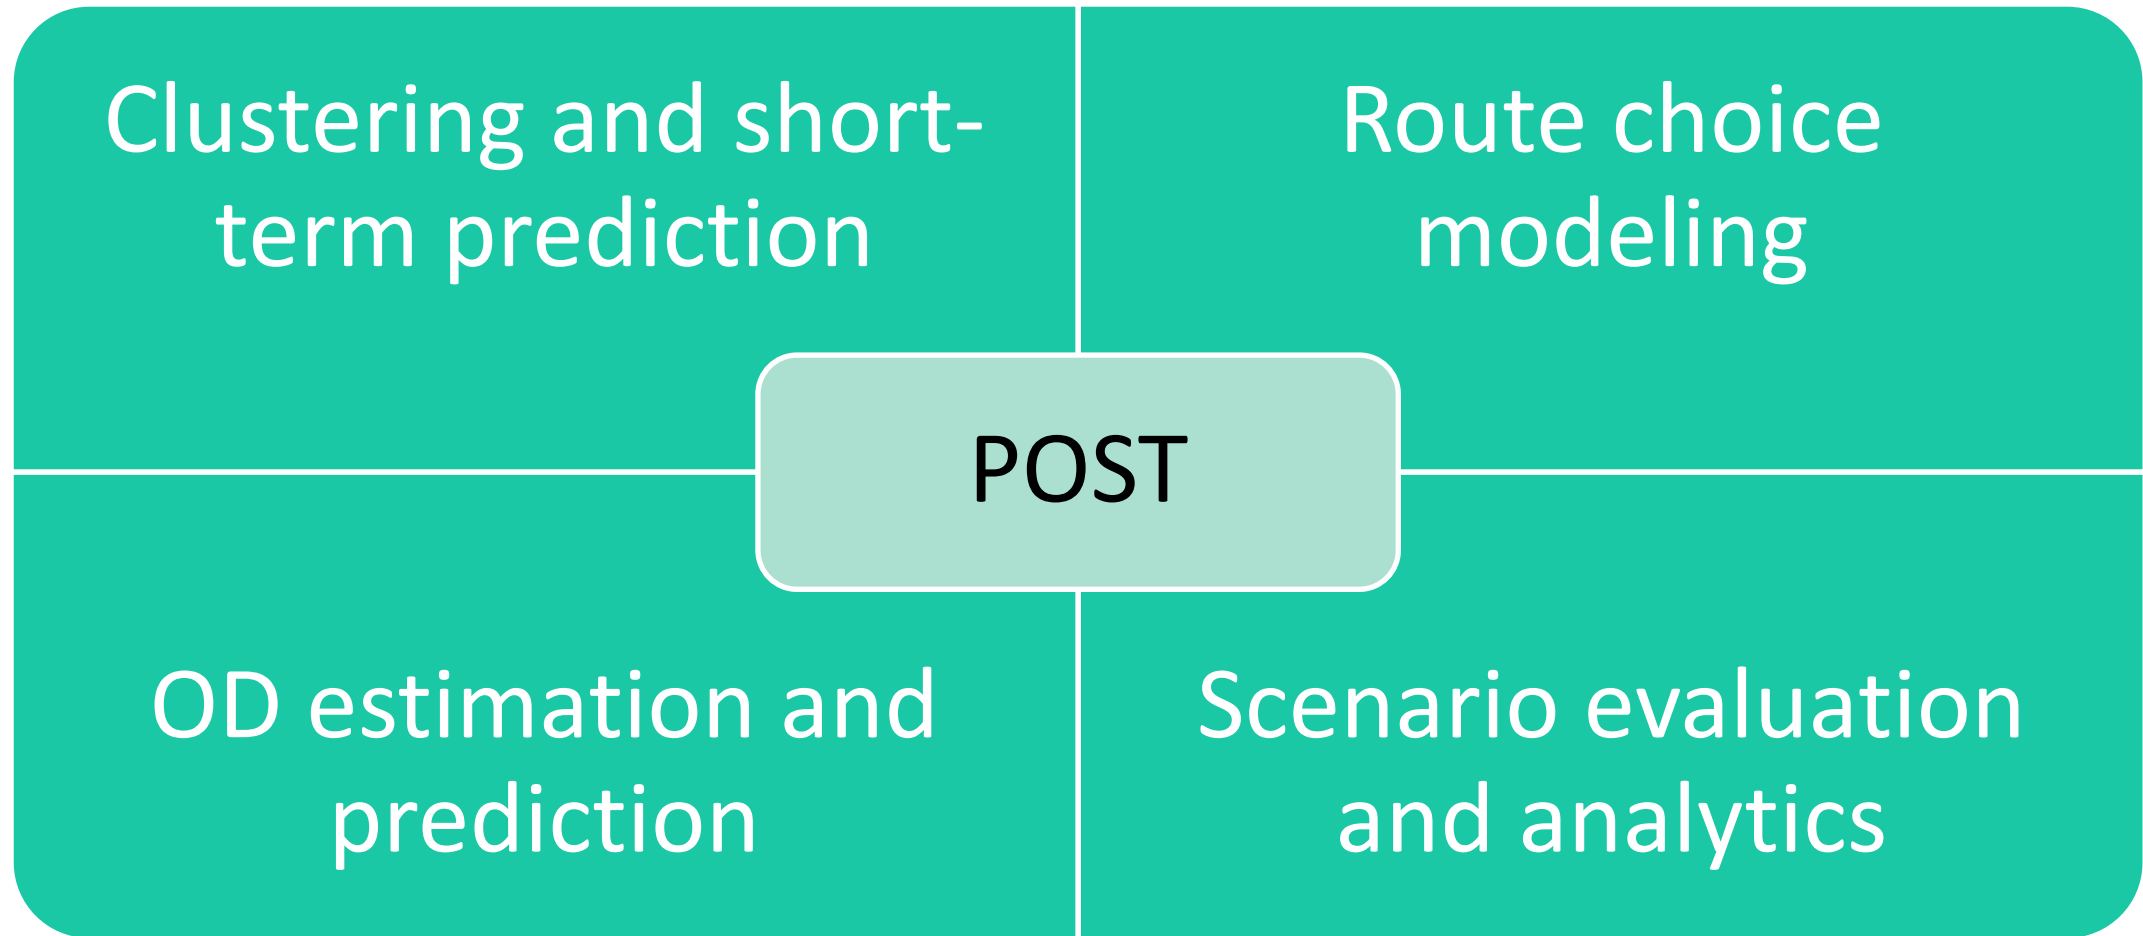 Clustering and short-
term prediction
Route choice
modeling
POST
OD estimation and
prediction
Scenario evaluation
and analytics